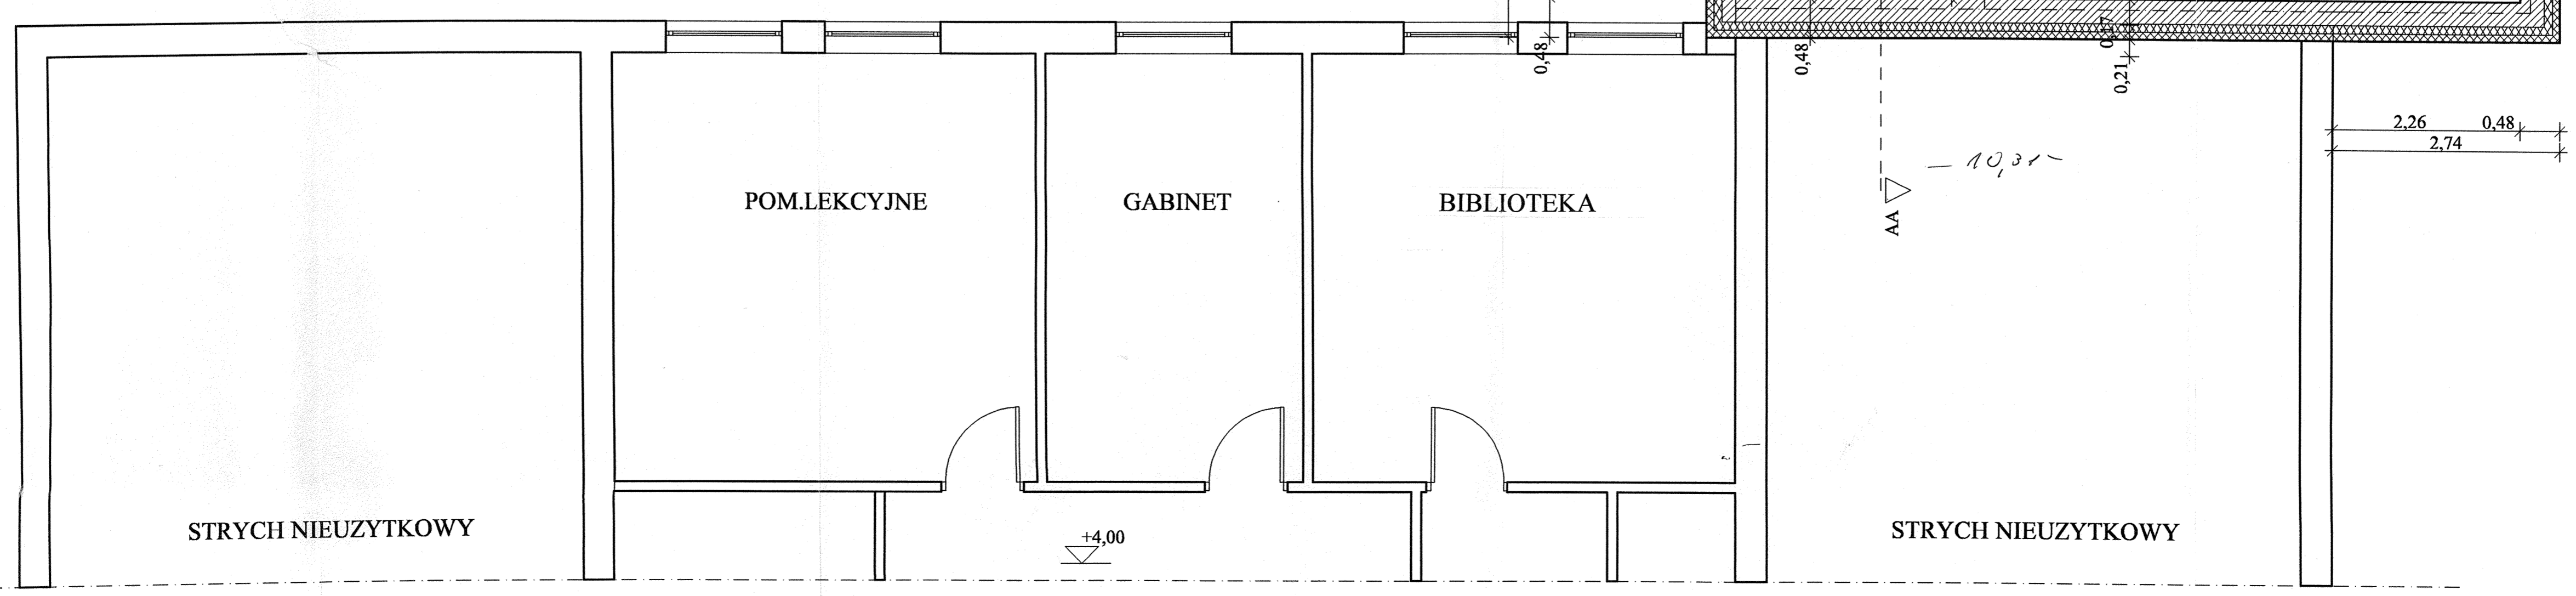 0,48
0,48
0,17
0,21
2,26 0,48
2,74
— 10,31 —
AA
POM.LEKCYJNE GABINET BIBLIOTEKA
STRYCH NIEUZYTKOWY
+4,00
STRYCH NIEUZYTKOWY